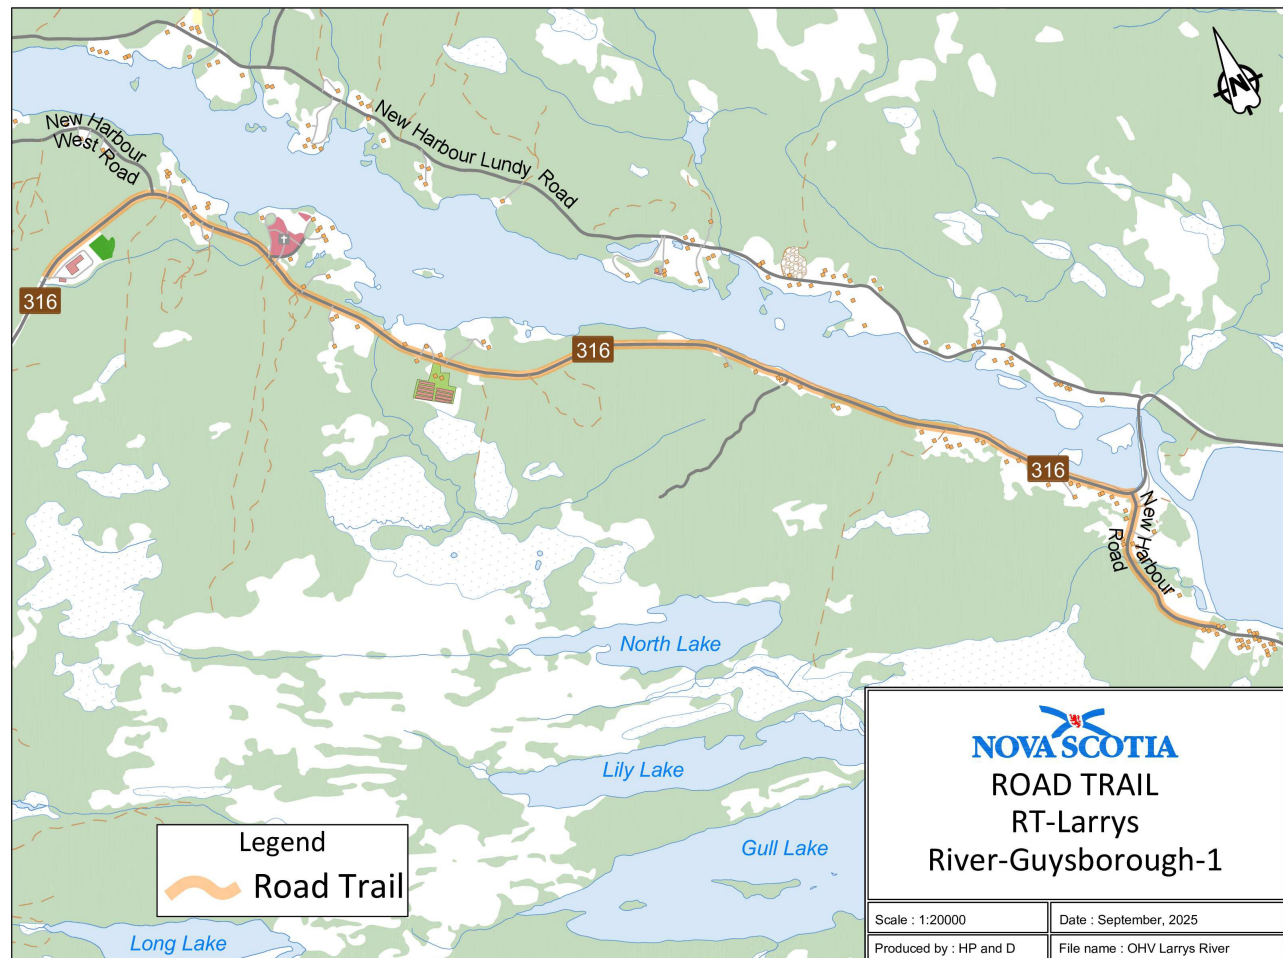 N
New Harbour
West Road
New Harbour Lundy Road
316
316
316
New Harbour
Road
North Lake
Lily Lake
Gull Lake
Long Lake
Legend
Road Trail
NOVA SCOTIA
ROAD TRAIL
RT-Larrys
River-Guysborough-1
Scale : 1:20000
Date : September, 2025
Produced by : HP and D
File name : OHV Larrys River